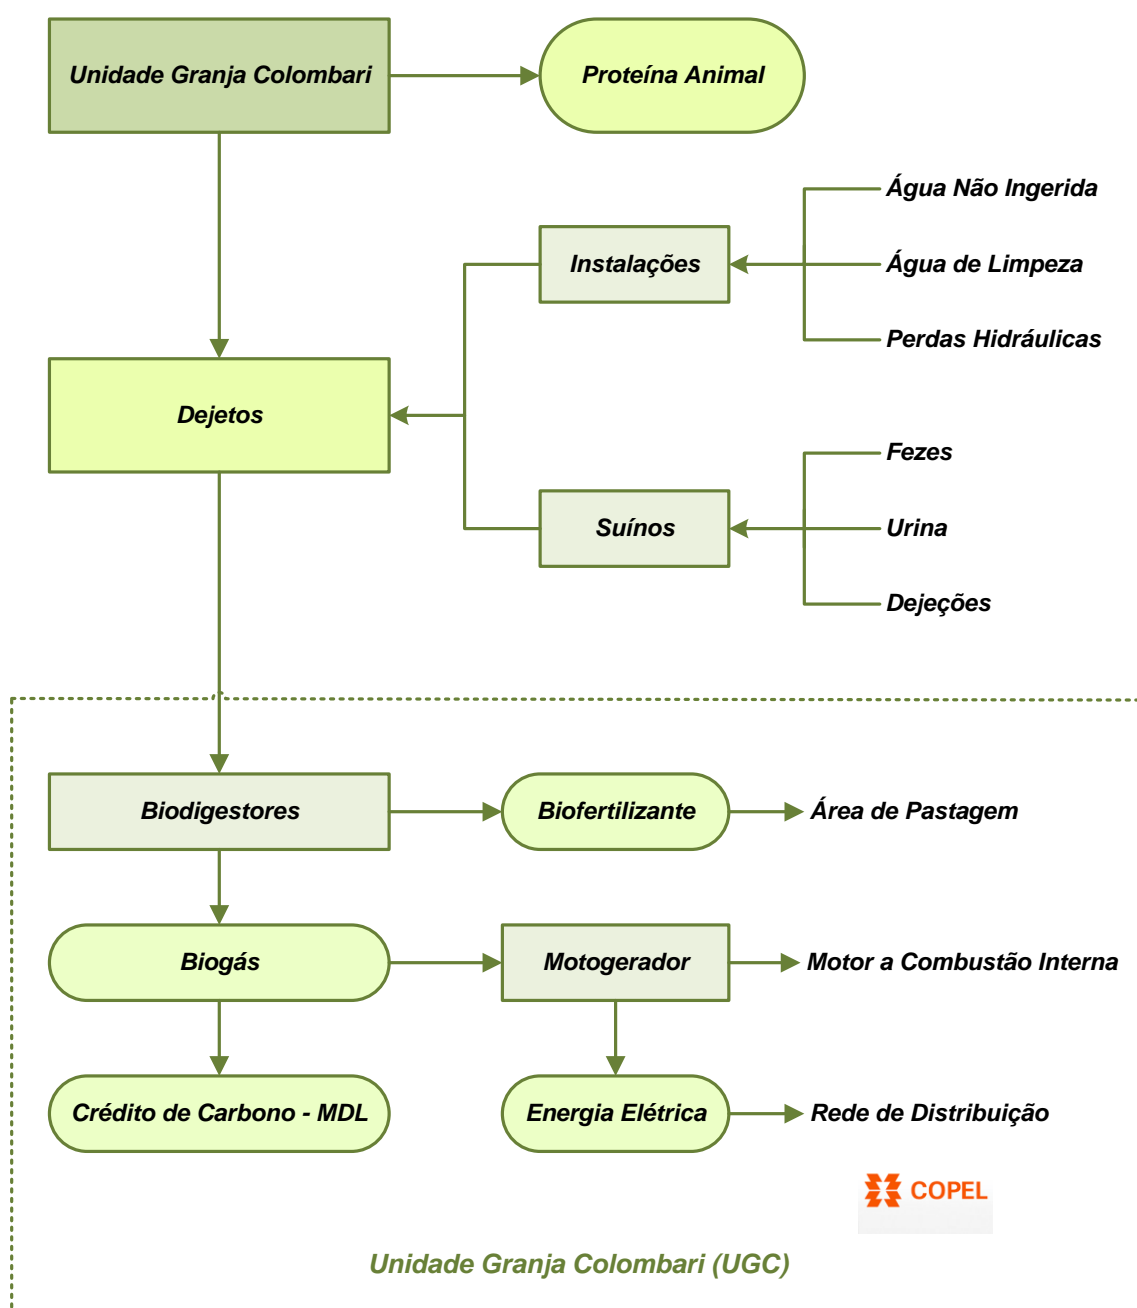 Unidade Granja Colombari
Proteína Animal
Água Não Ingerida
Instalações
Água de Limpeza
Perdas Hidráulicas
Dejetos
Fezes
Suínos
Urina
Dejeções
Biodigestores
Biofertilizante
Área de Pastagem
Biogás
Motogerador
Motor a Combustão Interna
Crédito de Carbono - MDL
Energia Elétrica
Rede de Distribuição
COPEL
Unidade Granja Colombari (UGC)